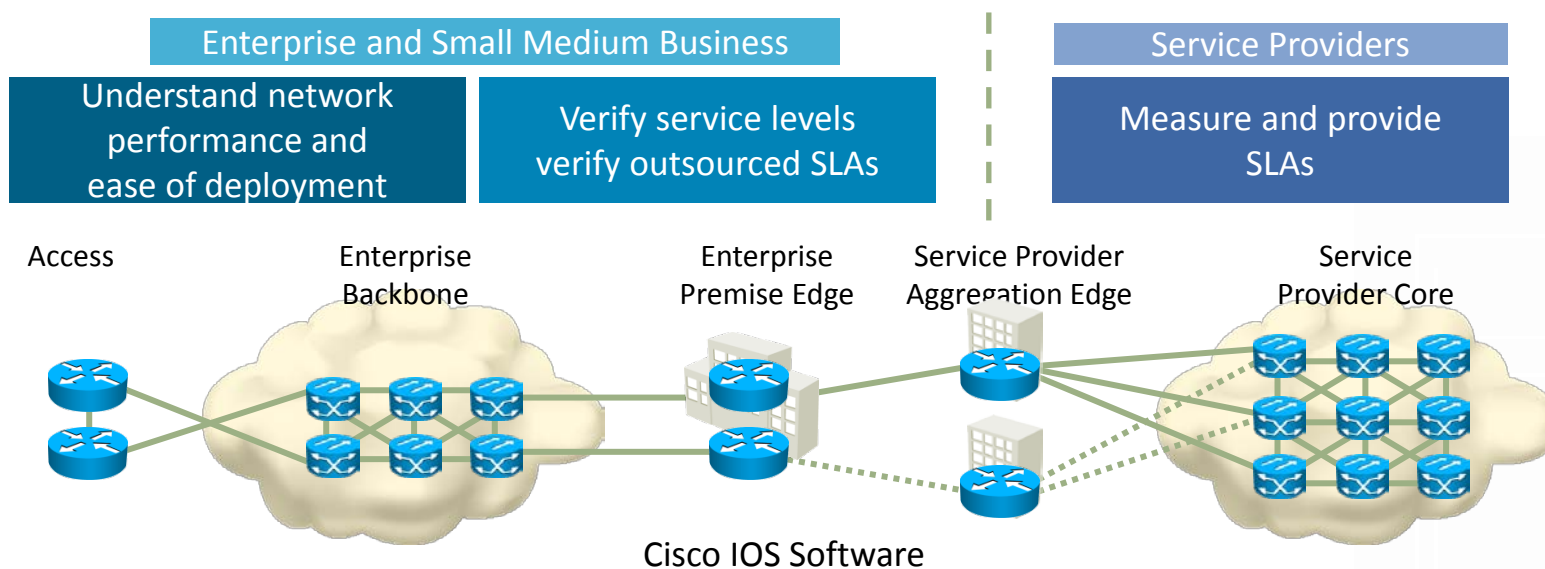 Enterprise and Small Medium Business
Service Providers
Understand network
performance and
ease of deployment
Verify service levels
verify outsourced SLAs
Measure and provide
SLAs
Access
Enterprise
Backbone
Enterprise
Premise Edge
Service Provider
Aggregation Edge
Service
Provider Core
Cisco IOS Software